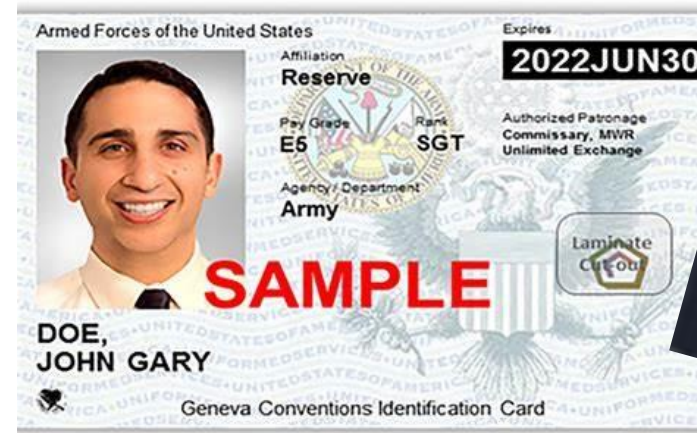 Armed Forces of the United States
Expires
2022JUN30
Affiliation
Reserve
Pay Grade
Rank
E5
SGT
Authorized Patronage
Commissary, MWR
Unlimited Exchange
Agency / Department
Army
Laminate
Cut-out
SAMPLE
DOE,
JOHN GARY
Geneva Conventions Identification Card